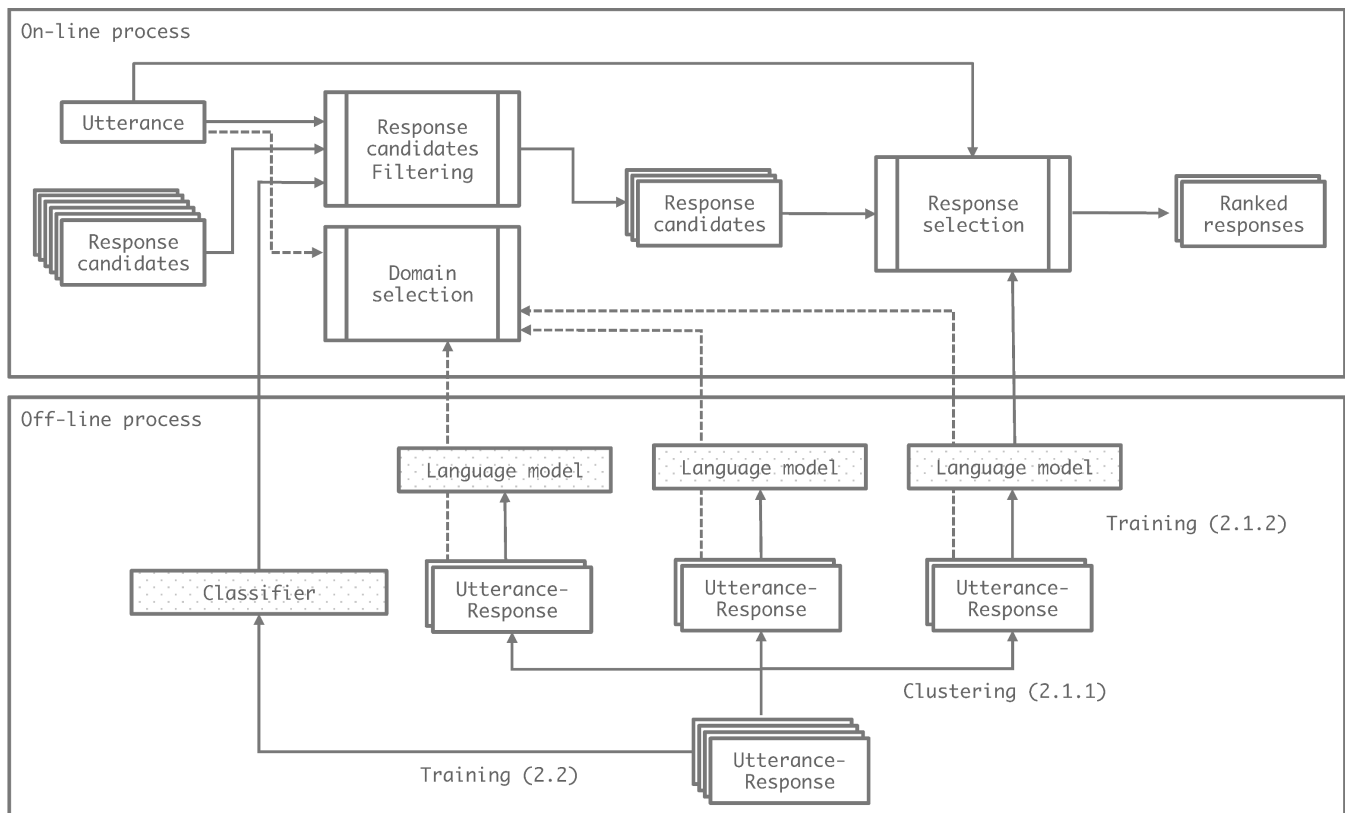 On-line process
Utterance
Response
candidates
Filtering
Response
candidates
Domain
selection
Response
candidates
Response
selection
Ranked
responses
Off-line process
Language model
Language model
Language model
Training (2.1.2)
Classifier
Utterance-
Response
Utterance-
Response
Utterance-
Response
Clustering (2.1.1)
Utterance-
Response
Training (2.2)